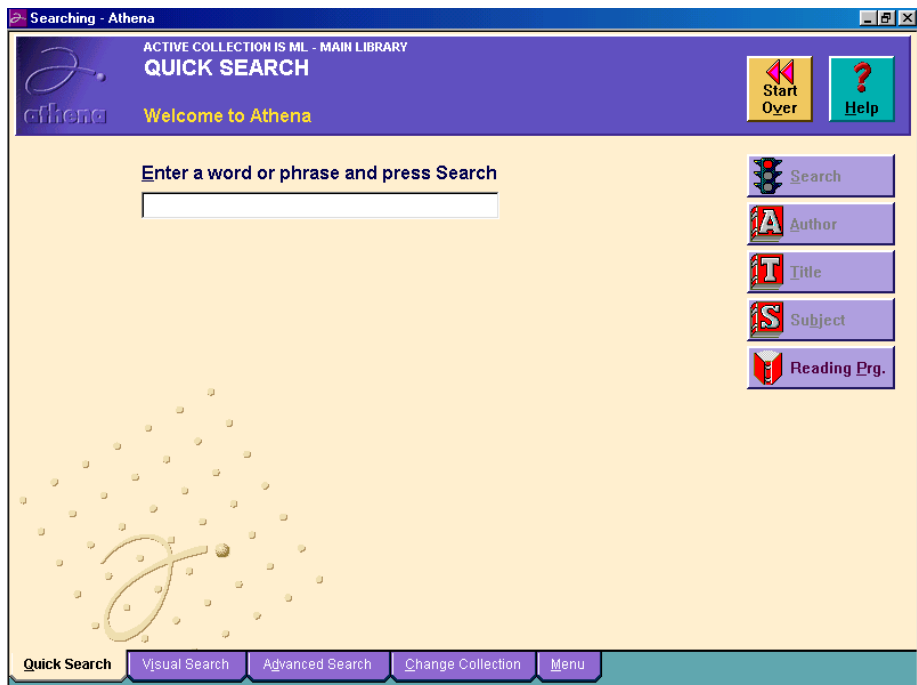 Searching - Athena
ACTIVE COLLECTION IS ML - MAIN LIBRARY
QUICK SEARCH
athena
Welcome to Athena
Start
Over
Help
Enter a word or phrase and press Search
Search
A
Author
T
Title
S
Subject
Reading Prg.
Quick Search
Visual Search
Advanced Search
Change Collection
Menu